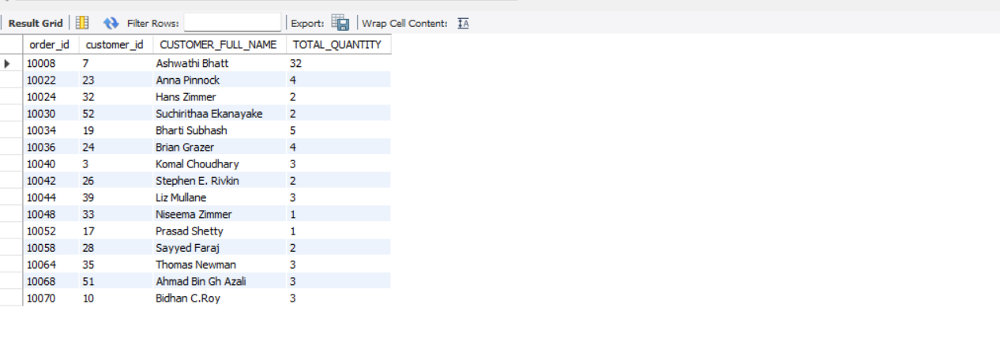 Result Grid Filter Rows: Export: Wrap Cell Content: IA
order_id customer_id CUSTOMER_FULL_NAME TOTAL_QUANTITY
10008 7 Ashwathi Bhatt 32
10022 23 Anna Pinnock 4
10024 32 Hans Zimmer 2
10030 52 Suchirithaa Ekanayake 2
10034 19 Bharti Subhash 5
10036 24 Brian Grazer 4
10040 3 Komal Choudhary 3
10042 26 Stephen E. Rivkin 2
10044 39 Liz Mullane 3
10048 33 Niseema Zimmer 1
10052 17 Prasad Shetty 1
10058 28 Sayyed Faraj 2
10064 35 Thomas Newman 3
10068 51 Ahmad Bin Gh Azali 3
10070 10 Bidhan C.Roy 3